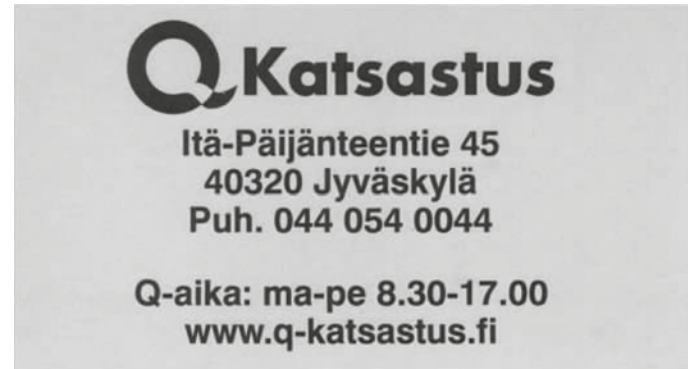 Q Katsastus
Itä-Päijänteentie 45
40320 Jyväskylä
Puh. 044 054 0044
Q-aika: ma-pe 8.30-17.00
www.q-katsastus.fi